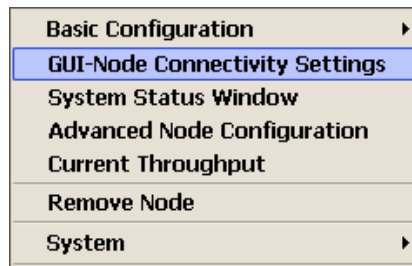 Basic Configuration
GUI-Node Connectivity Settings
System Status Window
Advanced Node Configuration
Current Throughput
Remove Node
System